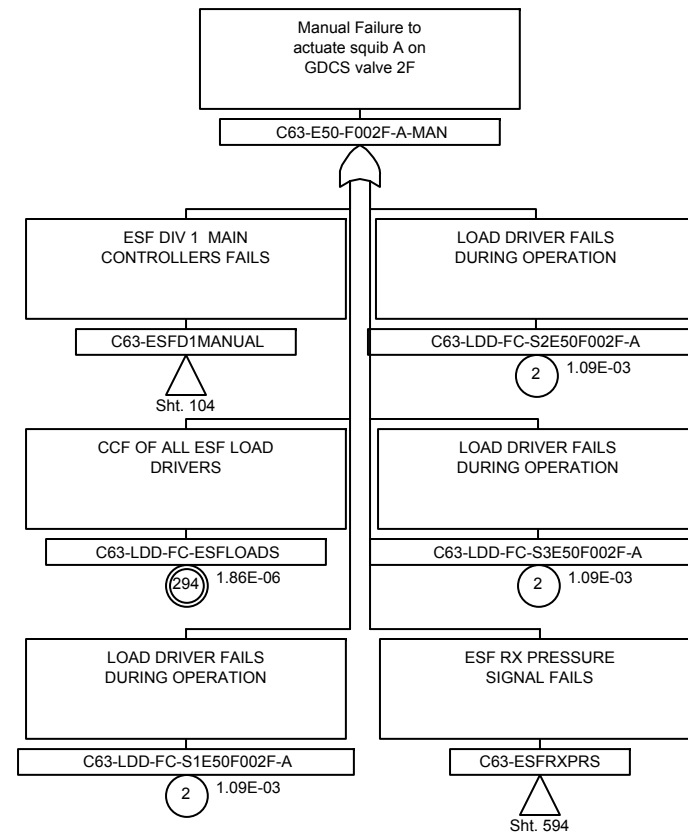 Manual Failure to
actuate squib A on
GDCS valve 2F
C63-E50-F002F-A-MAN
ESF DIV 1 MAIN
CONTROLLERS FAILS
C63-ESFD1MANUAL
Sht. 104
LOAD DRIVER FAILS
DURING OPERATION
C63-LDD-FC-S2E50F002F-A
2
1.09E-03
CCF OF ALL ESF LOAD
DRIVERS
C63-LDD-FC-ESFLOADS
294
1.86E-06
LOAD DRIVER FAILS
DURING OPERATION
C63-LDD-FC-S3E50F002F-A
2
1.09E-03
LOAD DRIVER FAILS
DURING OPERATION
C63-LDD-FC-S1E50F002F-A
2
1.09E-03
ESF RX PRESSURE
SIGNAL FAILS
C63-ESFRXPRS
Sht. 594